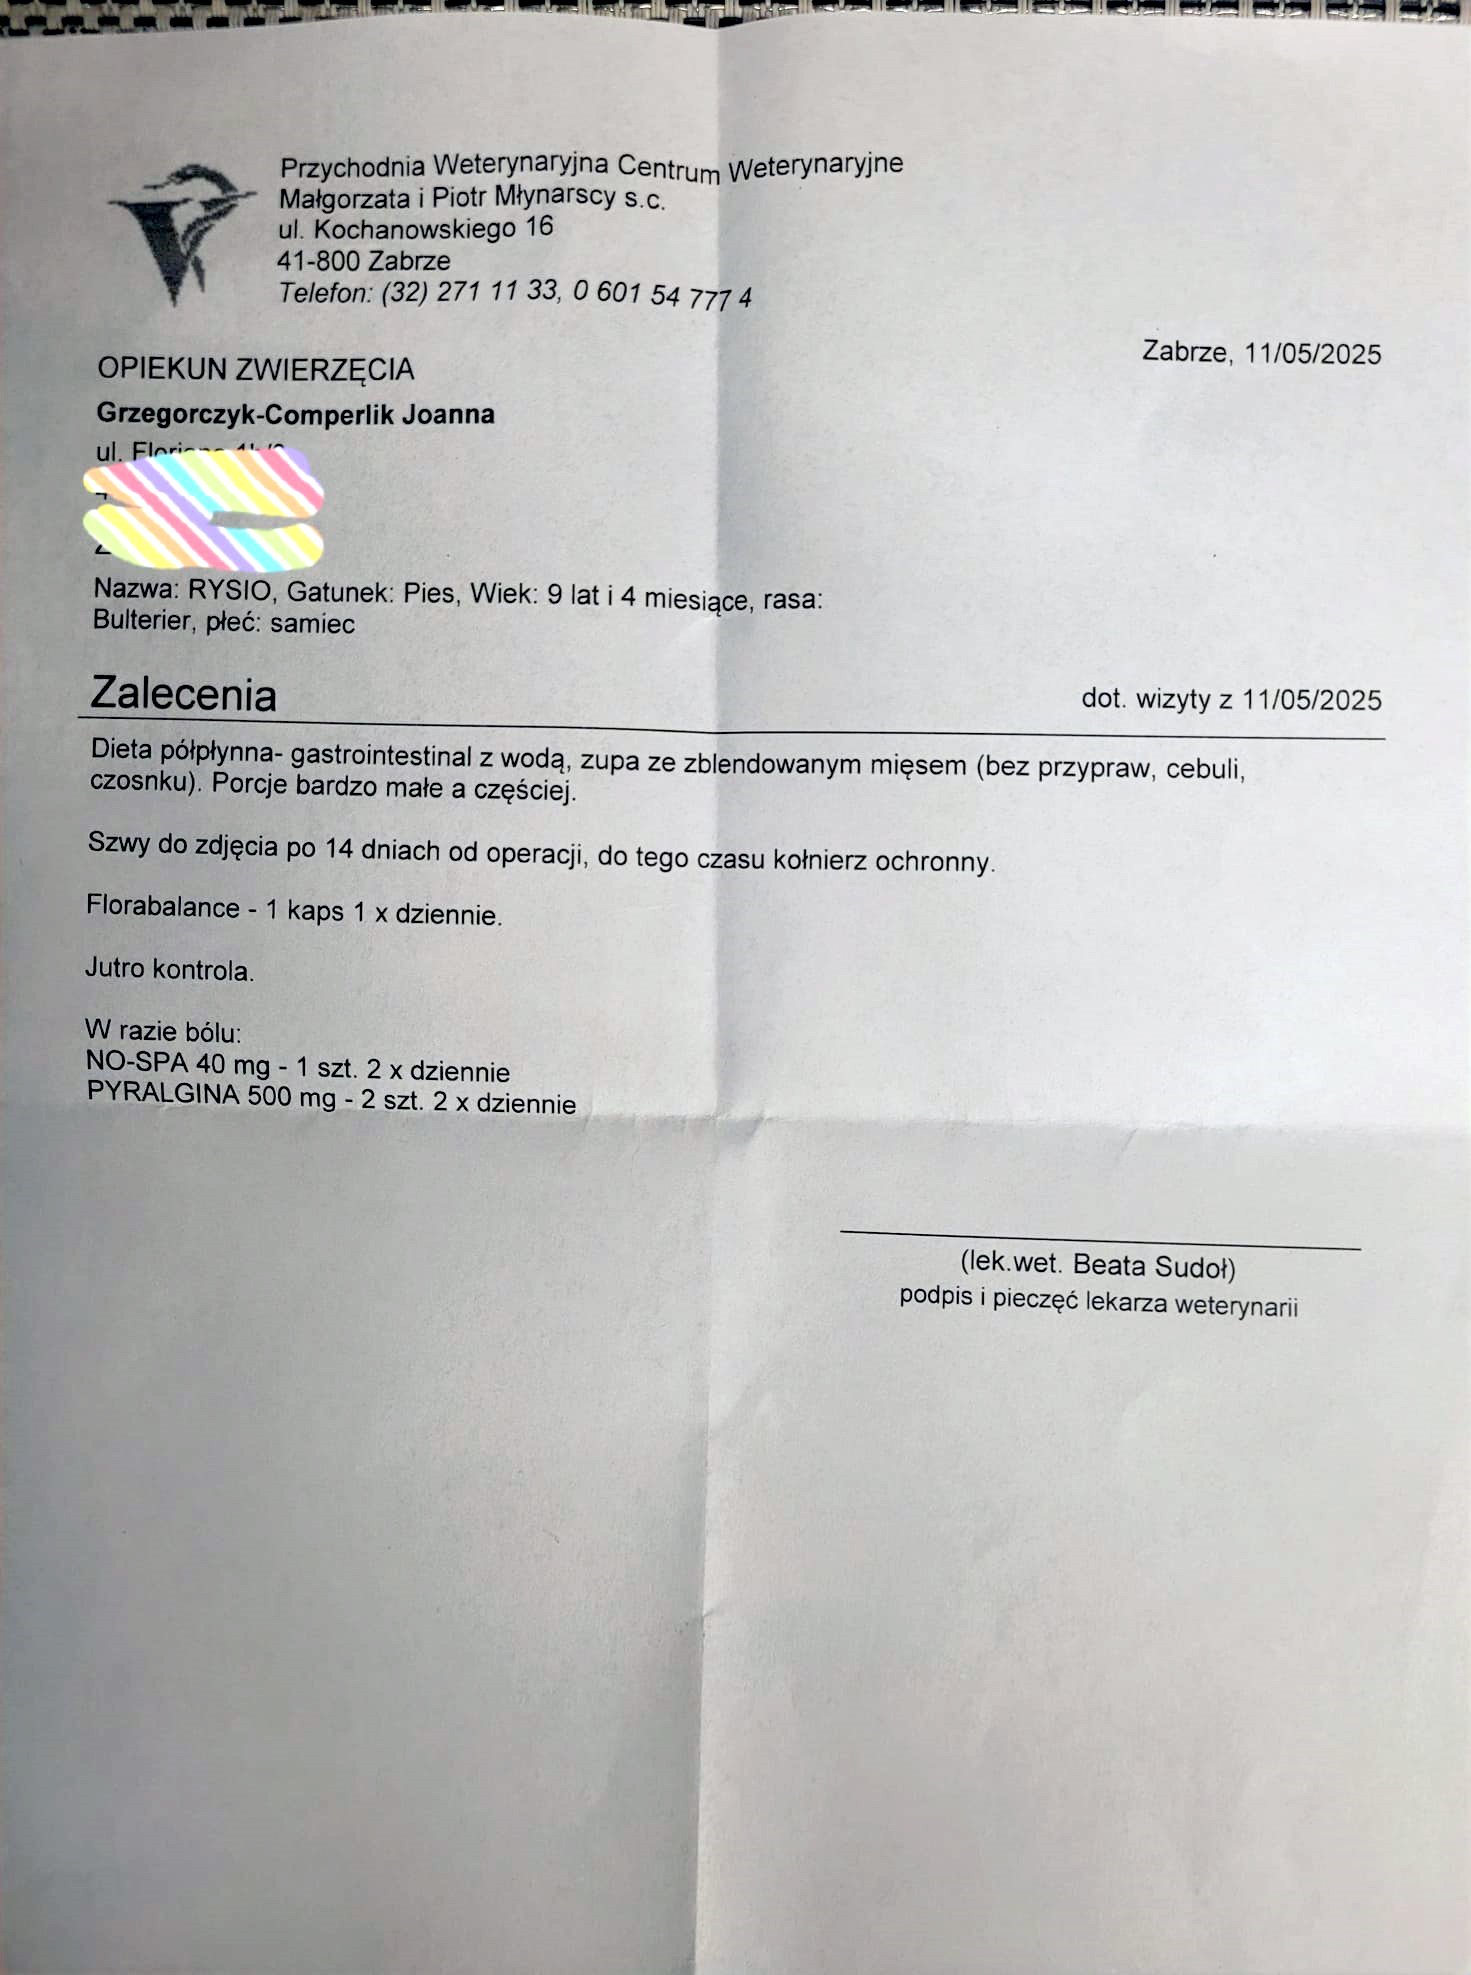 Przychodnia Weterynaryjna Centrum Weterynaryjne
Małgorzata i Piotr Młynarscy s.c.
ul. Kochanowskiego 16
41-800 Zabrze
Telefon: (32) 271 11 33, 0 601 54 777 4
Zabrze, 11/05/2025
OPIEKUN ZWIERZĘCIA
Grzegorczyk-Comperlik Joanna
ul.
Nazwa: RYSIO, Gatunek: Pies, Wiek: 9 lat i 4 miesiące, rasa:
Bulterier, płeć: samiec
Zalecenia
dot. wizyty z 11/05/2025
Dieta półpłynna- gastrointestinal z wodą, zupa ze zblendowanym mięsem (bez przypraw, cebuli,
czosnku). Porcje bardzo małe a częściej.
Szwy do zdjęcia po 14 dniach od operacji, do tego czasu kołnierz ochronny.
Florabalance - 1 kaps 1 x dziennie.
Jutro kontrola.
W razie bólu:
NO-SPA 40 mg - 1 szt. 2 x dziennie
PYRALGINA 500 mg - 2 szt. 2 x dziennie
(lek.wet. Beata Sudoł)
podpis i pieczęć lekarza weterynarii